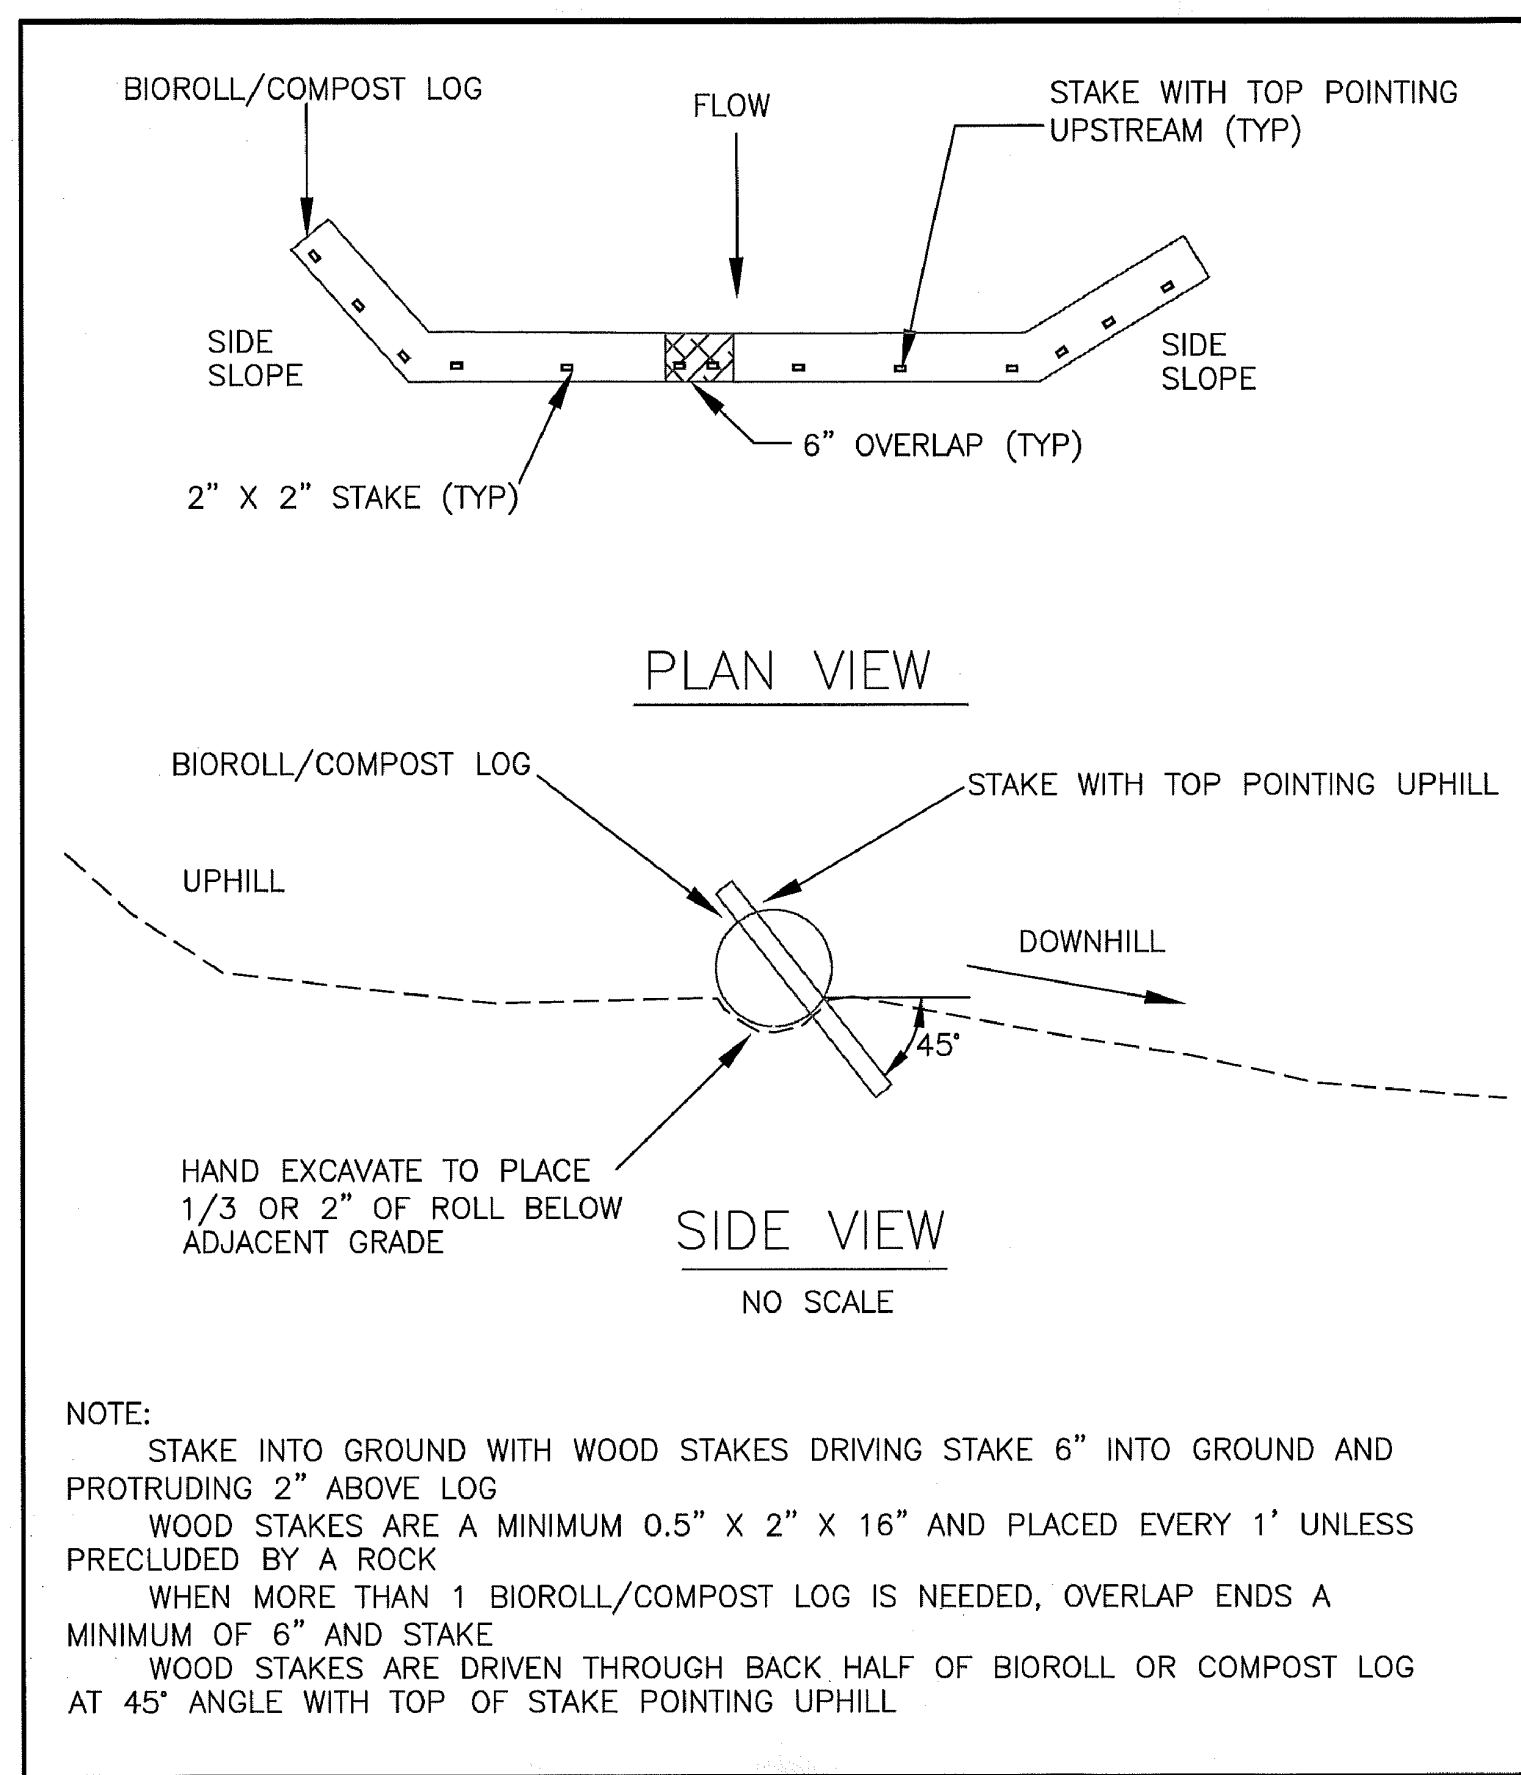 BIOROLL/COMPOST LOG
FLOW
STAKE WITH TOP POINTING
UPSTREAM (TYP)
SIDE
SLOPE
SIDE
SLOPE
6" OVERLAP (TYP)
2" X 2" STAKE (TYP)
PLAN VIEW
BIOROLL/COMPOST LOG
STAKE WITH TOP POINTING UPHILL
UPHILL
DOWNHILL
45°
HAND EXCAVATE TO PLACE
1/3 OR 2" OF ROLL BELOW
ADJACENT GRADE
SIDE VIEW
NO SCALE
NOTE:
STAKE INTO GROUND WITH WOOD STAKES DRIVING STAKE 6" INTO GROUND AND
PROTRUDING 2" ABOVE LOG
WOOD STAKES ARE A MINIMUM 0.5" X 2" X 16" AND PLACED EVERY 1' UNLESS
PRECLUDED BY A ROCK
WHEN MORE THAN 1 BIOROLL/COMPOST LOG IS NEEDED, OVERLAP ENDS A
MINIMUM OF 6" AND STAKE
WOOD STAKES ARE DRIVEN THROUGH BACK HALF OF BIOROLL OR COMPOST LOG
AT 45° ANGLE WITH TOP OF STAKE POINTING UPHILL